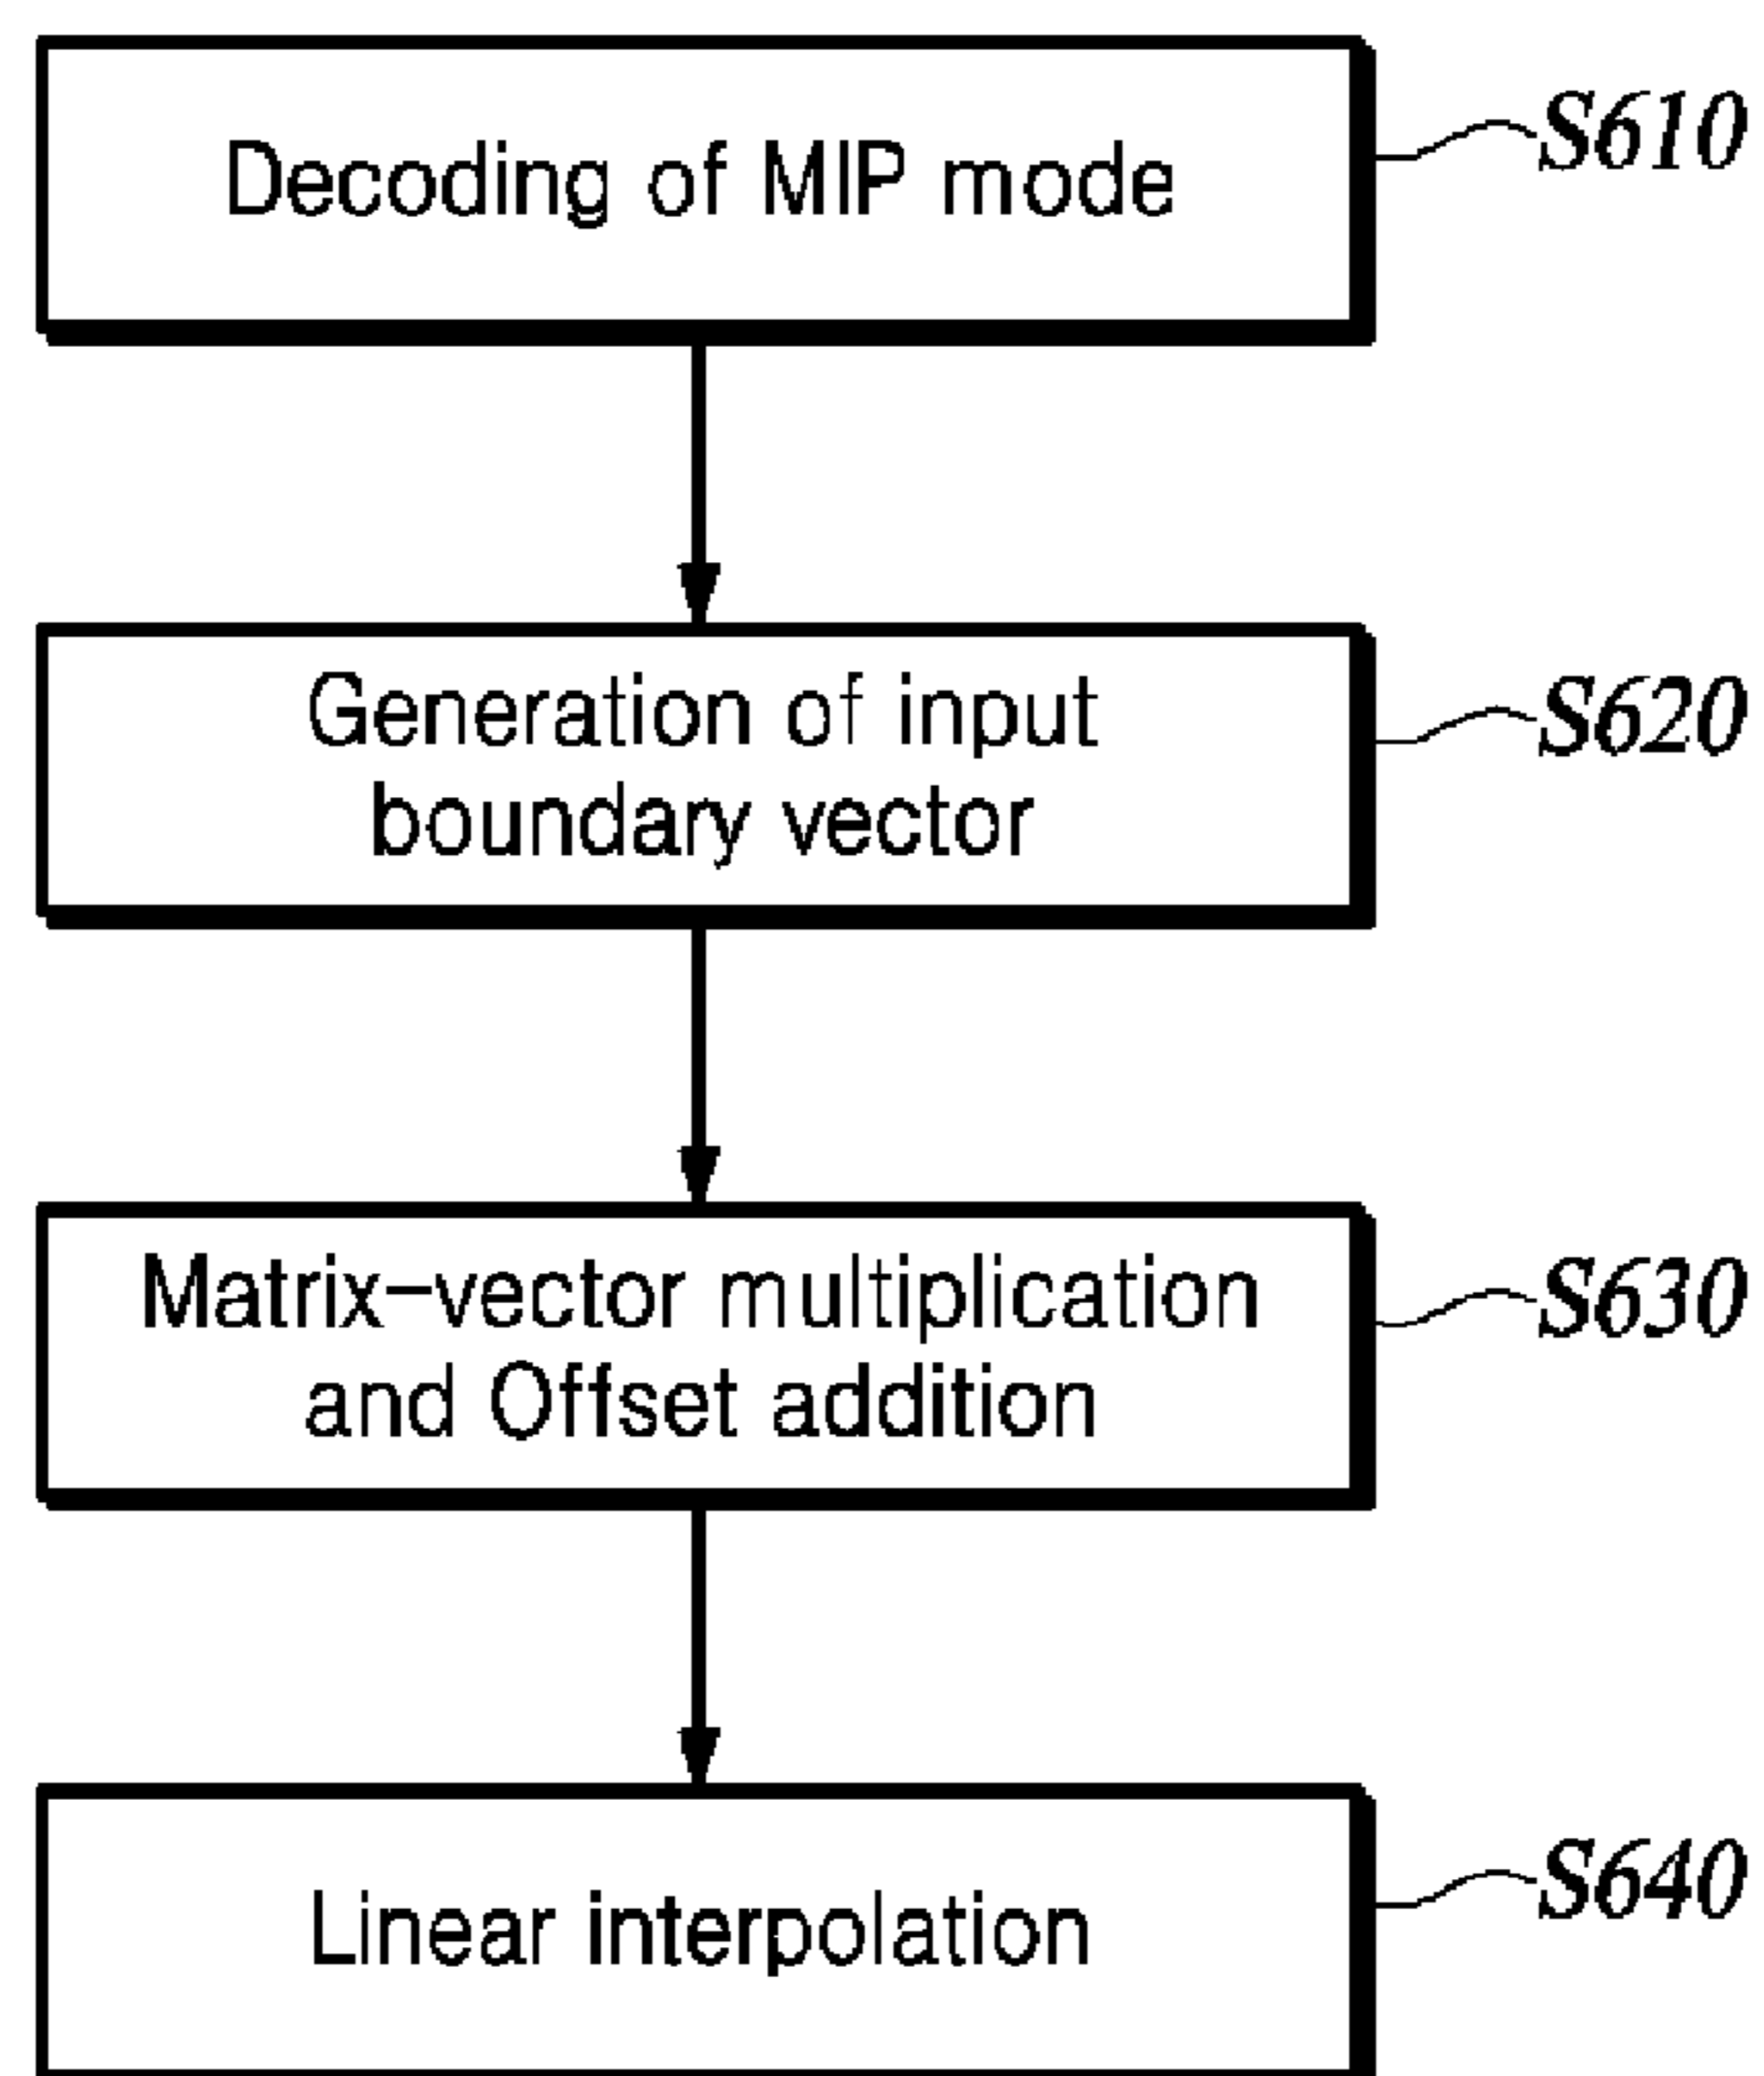 Decoding of MIP mode
S610
Generation of input
boundary vector
S620
Matrix-vector multiplication
and Offset addition
S630
Linear interpolation
S640